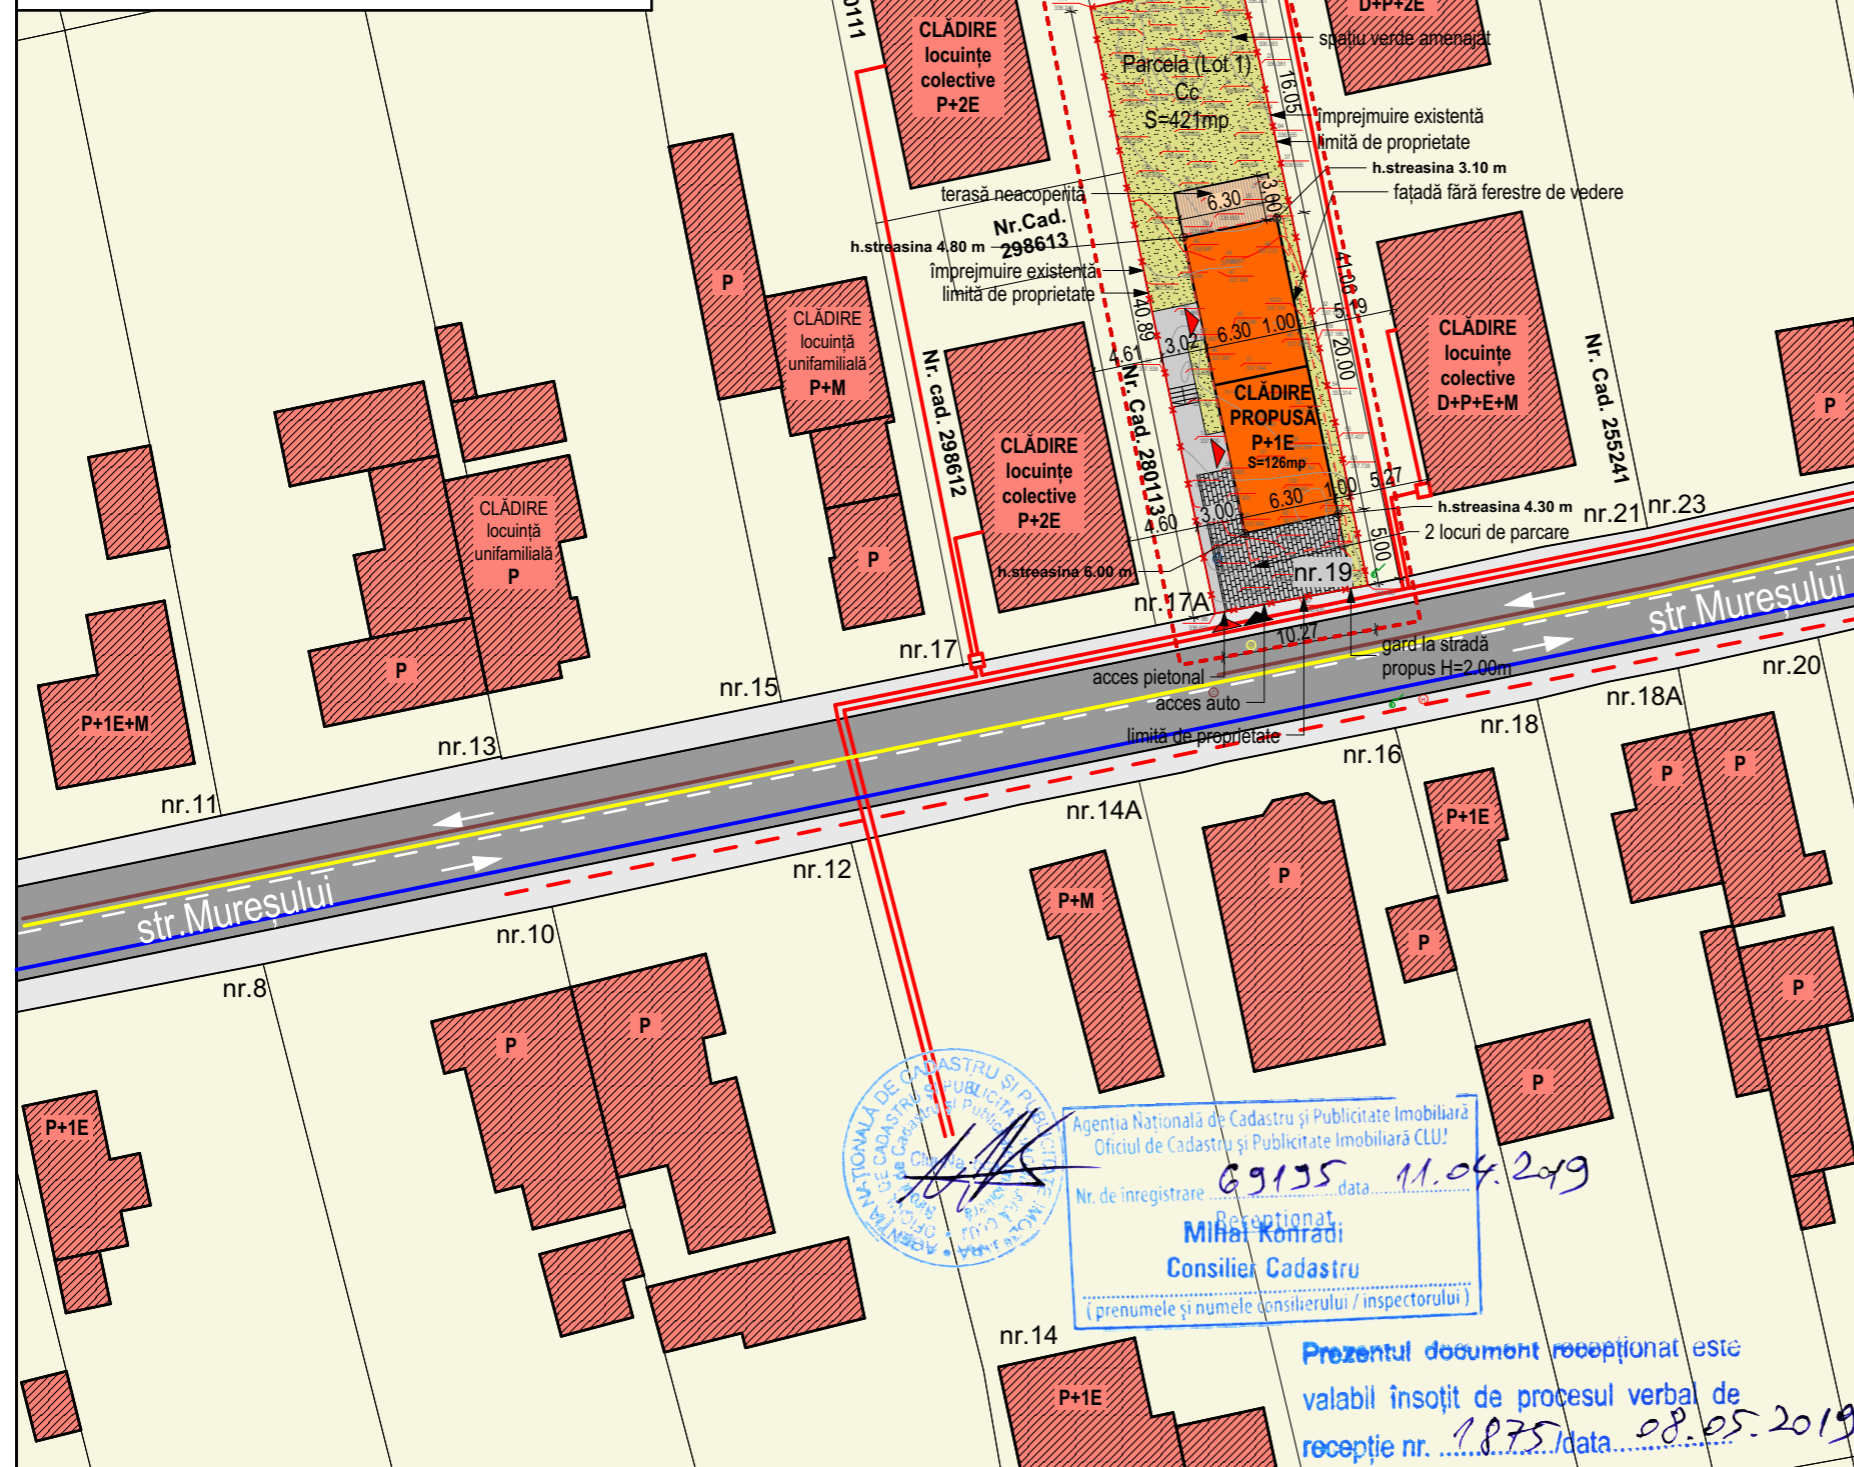 0111
CLĂDIRE
locuințe
colective
P+2E
D+P+2E
spațiu verde amenajat
Parcela (Lot 1)
Cc
S=421mp
16.05
împrejmuire existentă
limită de proprietate
h.streasina 3.10 m
fațadă fără ferestre de vedere
terasă neacoperită
6.30
3.00
Nr.Cad.
298613
h.streasina 4.80 m
împrejmuire existentă
limită de proprietate
40.89
41.06
5.19
4.61
3.02
6.30
1.00
20.00
P
CLĂDIRE
locuință
unifamilială
P+M
Nr. cad. 298612
Nr. Cad. 280113
CLĂDIRE
locuințe
colective
D+P+E+M
Nr. Cad. 255241
P
CLĂDIRE
PROPUSĂ
P+1E
S=126mp
CLĂDIRE
locuințe
colective
P+2E
CLĂDIRE
locuință
unifamilială
P
P
4.60
3.00
6.30
1.00
5.27
h.streasina 4.30 m
2 locuri de parcare
5.00
nr.21
nr.23
h.streasina 6.00 m
nr.19
nr.17A
10.27
str.Mureșului
gard la stradă
propus H=2.00m
acces pietonal
acces auto
limită de proprietate
P
P+1E+M
nr.11
nr.13
nr.15
nr.17
nr.20
nr.18A
nr.18
nr.16
nr.14A
nr.12
nr.10
nr.8
str.Mureșului
P+M
P
P+1E
P
P
P
P
P
P
P
P+1E
nr.14
P+1E
AGENȚIA NAȚIONALĂ DE CADASTRU ȘI PUBLICITATE IMOBILIARĂ
Agenția Națională de Cadastru și Publicitate Imobiliară
Oficiul de Cadastru și Publicitate Imobiliară CLUJ
Nr. de inregistrare 69195 data 11.04.2019
Recepționat
Mihai Konradi
Consilier Cadastru
( prenumele și numele consilierului / inspectorului )
Prezentul document recepționat este
valabil însoțit de procesul verbal de
recepție nr. 1875/data 08.05.2019